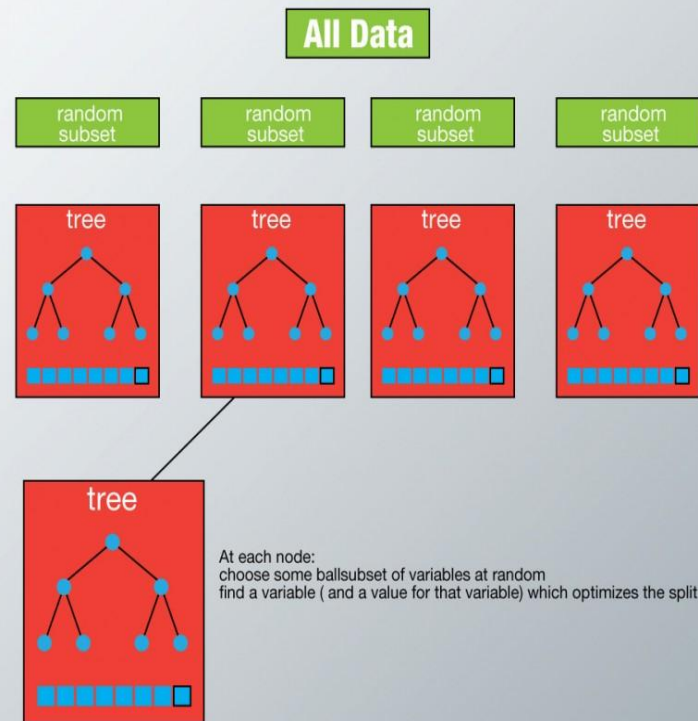 All Data
random
subset
random
subset
random
subset
random
subset
tree
tree
tree
tree
tree
At each node:
choose some ballsubset of variables at random
find a variable ( and a value for that variable) which optimizes the split